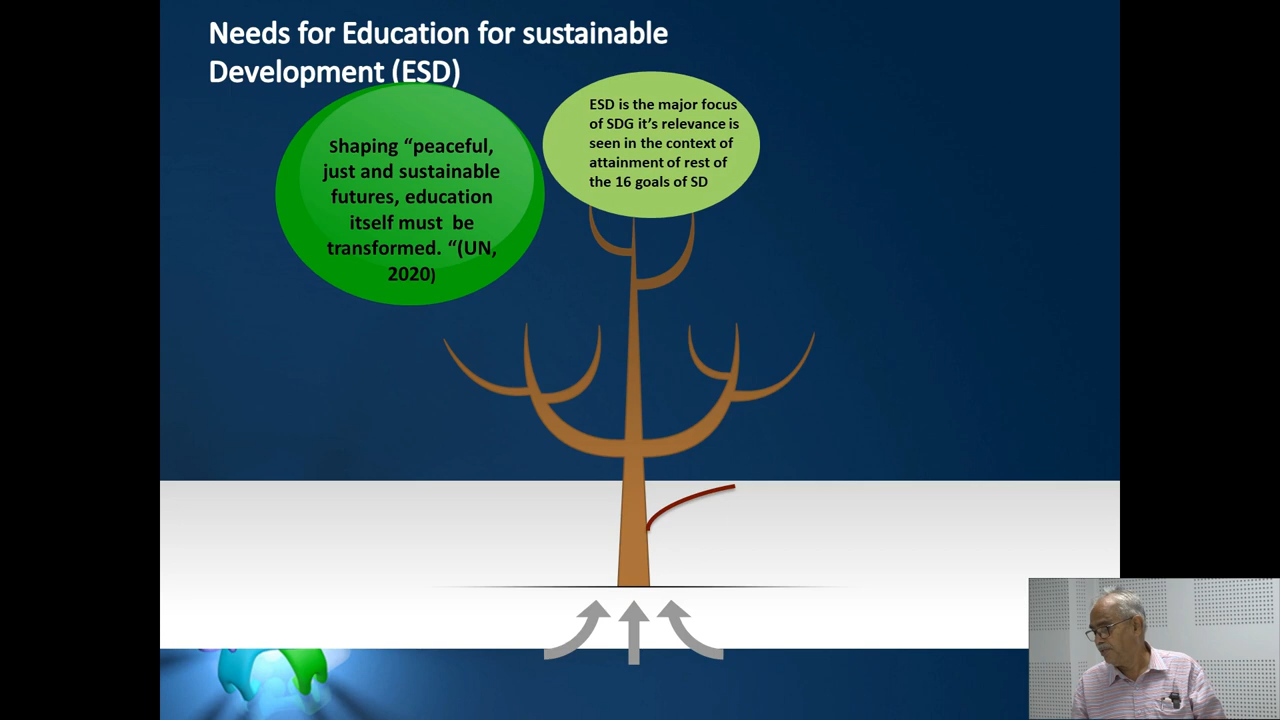 Needs for Education for sustainable
Development (ESD)
Shaping “peaceful,
just and sustainable
futures, education
itself must be
transformed. “(UN,
2020)
ESD is the major focus
of SDG it’s relevance is
seen in the context of
attainment of rest of
the 16 goals of SD